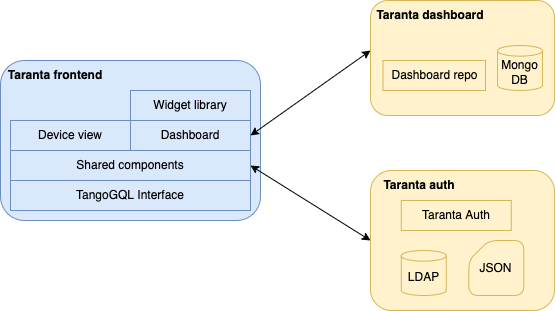 Taranta frontend
Widget library
Device view
Dashboard
Shared components
TangoGQL Interface
Taranta dashboard
Dashboard repo
Mongo
DB
Taranta auth
Taranta Auth
LDAP
JSON